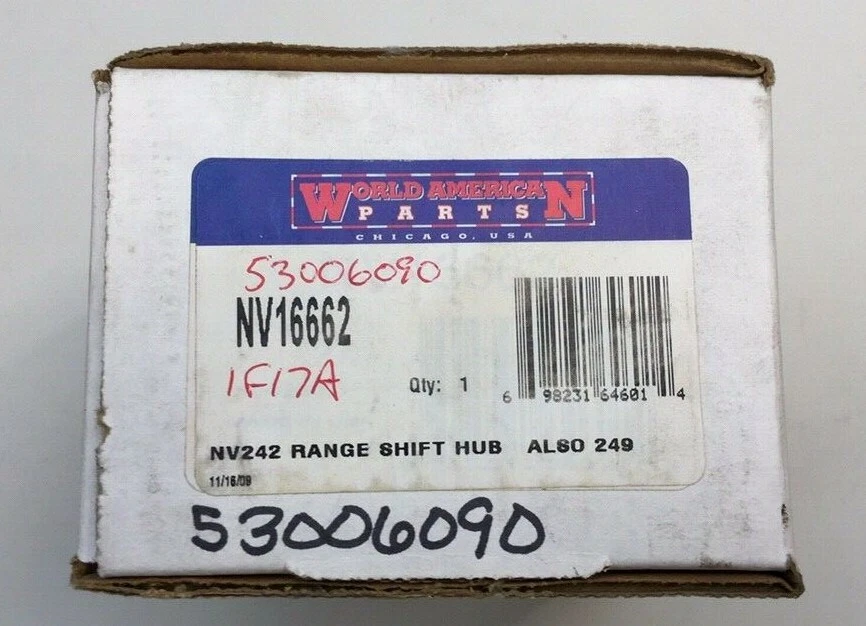 WORLD AMERICAN
PARTS
CHICAGO, USA
53006090
NV16662
1F17A
Qty: 1
6 98231 64601 4
NV242 RANGE SHIFT HUB ALSO 249
11/16/09
53006090